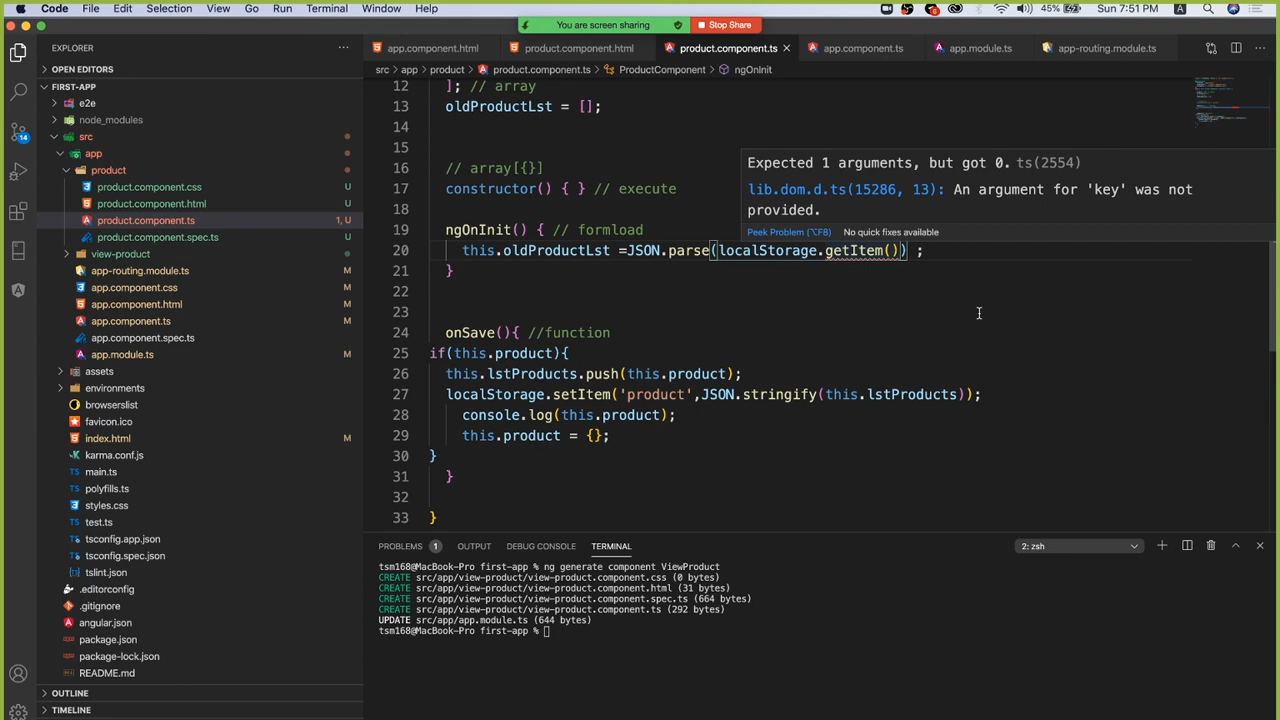 Code File Edit Selection View Go Run Terminal Window Help 6 45% Sun 7:51 PM A
You are screen sharing Stop Share
EXPLORER ...
app.component.html product.component.html product.component.ts app.component.ts app.module.ts app-routing.module.ts ...
src > app > product > product.component.ts > ProductComponent > ngOnInit
OPEN EDITORS
FIRST-APP
e2e
node_modules
src
app
product
product.component.css U
product.component.html U
product.component.ts 1, U
product.component.spec.ts U
view-product
app-routing.module.ts M
app.component.css M
app.component.html M
app.component.ts M
app.component.spec.ts
app.module.ts M
assets
environments
browserslist
favicon.ico
index.html M
karma.conf.js
main.ts
polyfills.ts
styles.css
test.ts
tsconfig.app.json
tsconfig.spec.json
tslint.json
.editorconfig
.gitignore
angular.json
package.json
package-lock.json
README.md
OUTLINE
TIMELINE
14
12 ]; // array
13 oldProductLst = [];
14
15
16 // array[{}]
17 constructor() { } // execute
18
19 ngOnInit() { // formload
20 this.oldProductLst =JSON.parse(localStorage.getItem()) ;
21 }
22
23
24 onSave(){ //function
25 if(this.product){
26 this.lstProducts.push(this.product);
27 localStorage.setItem('product',JSON.stringify(this.lstProducts));
28 console.log(this.product);
29 this.product = {};
30 }
31 }
32
33 }
Expected 1 arguments, but got 0. ts(2554)
lib.dom.d.ts(15286, 13): An argument for 'key' was not
provided.
Peek Problem (⌥F8) No quick fixes available
PROBLEMS 1 OUTPUT DEBUG CONSOLE TERMINAL 2: zsh
tsm168@MacBook-Pro first-app % ng generate component ViewProduct
CREATE src/app/view-product/view-product.component.css (0 bytes)
CREATE src/app/view-product/view-product.component.html (31 bytes)
CREATE src/app/view-product/view-product.component.spec.ts (664 bytes)
CREATE src/app/view-product/view-product.component.ts (292 bytes)
UPDATE src/app/app.module.ts (644 bytes)
tsm168@MacBook-Pro first-app %